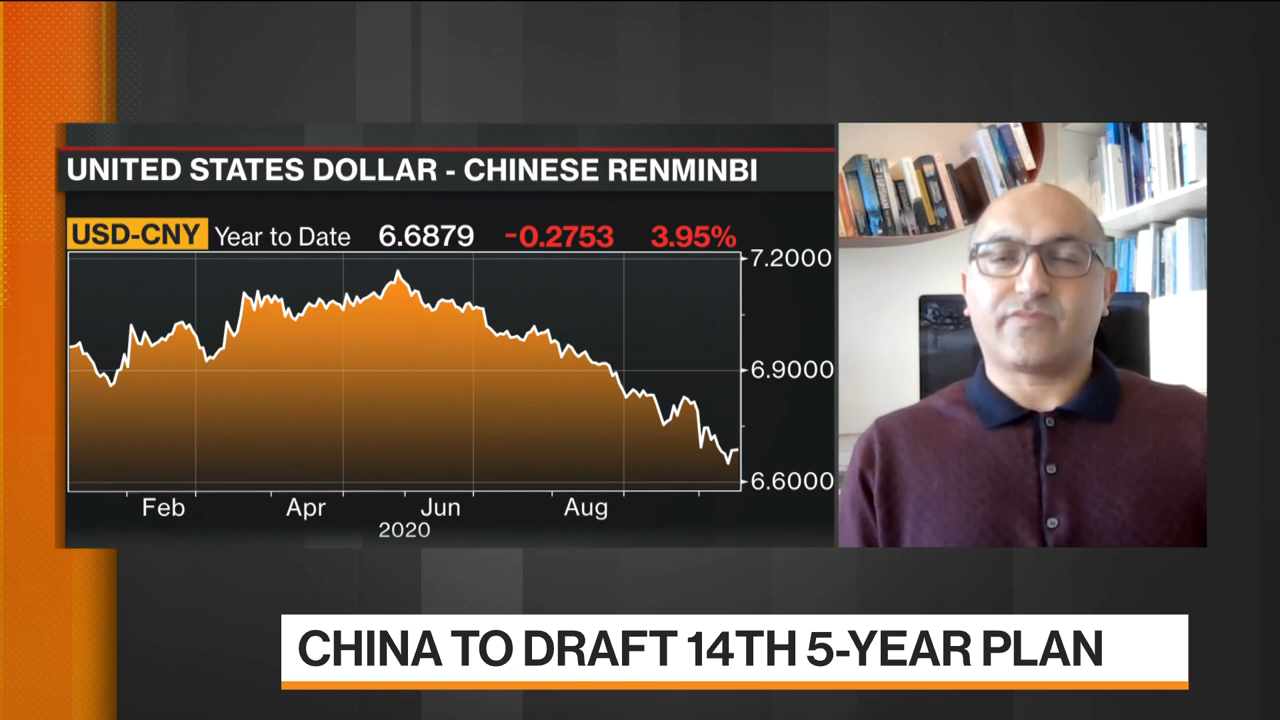 UNITED STATES DOLLAR - CHINESE RENMINBI
USD-CNY Year to Date 6.6879 -0.2753 3.95%
7.2000
6.9000
6.6000
Feb Apr Jun Aug
2020
CHINA TO DRAFT 14TH 5-YEAR PLAN